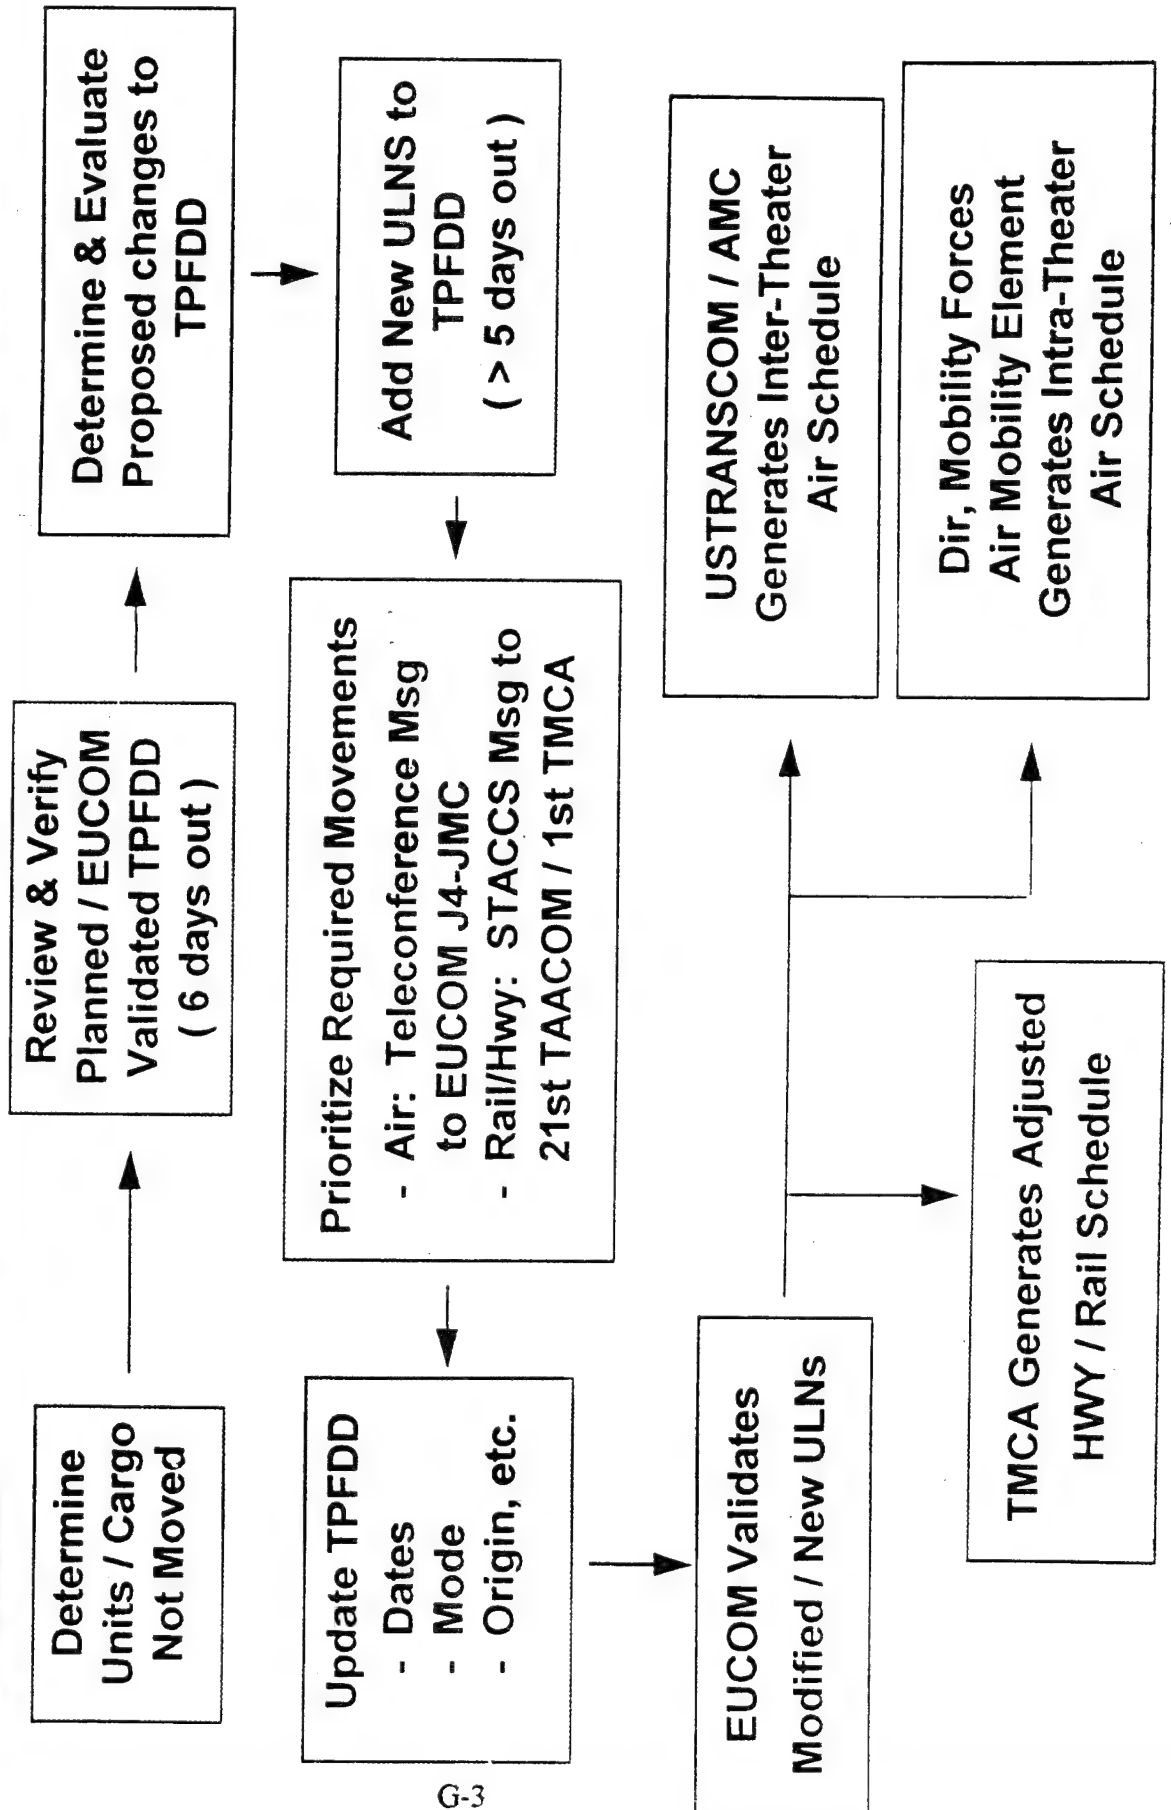 Determine
Units / Cargo
Not Moved
Review & Verify
Planned / EUCOM
Validated TPFDD
( 6 days out )
Determine & Evaluate
Proposed changes to
TPFDD
Add New ULNS to
TPFDD
( > 5 days out )
Prioritize Required Movements
- Air: Teleconference Msg
to EUCOM J4-JMC
- Rail/Hwy: STACCS Msg to
21st TAACOM / 1st TMCA
Update TPFDD
- Dates
- Mode
- Origin, etc.
EUCOM Validates
Modified / New ULNs
TMCA Generates Adjusted
HWY / Rail Schedule
USTRANSCOM / AMC
Generates Inter-Theater
Air Schedule
Dir, Mobility Forces
Air Mobility Element
Generates Intra-Theater
Air Schedule
G-3